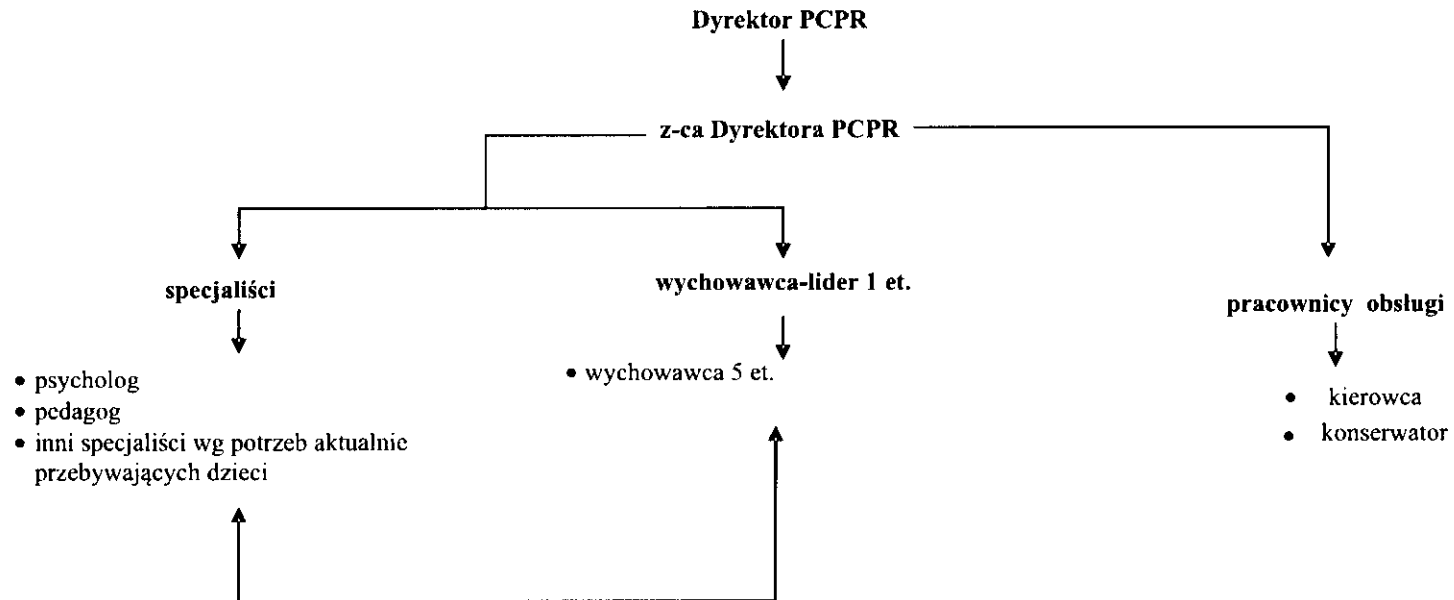 Dyrektor PCPR
z-ca Dyrektora PCPR
specjaliści
wychowawca-lider 1 et.
pracownicy obsługi
• psycholog
• pedagog
• inni specjaliści wg potrzeb aktualnie
przebywających dzieci
• wychowawca 5 et.
• kierowca
• konserwator